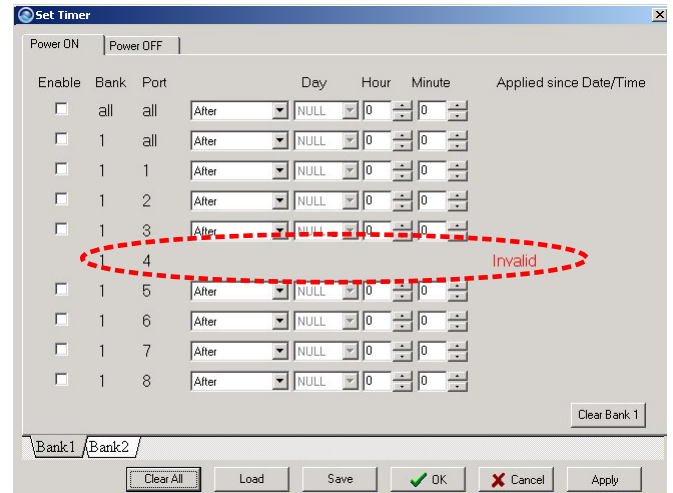 Set Timer
Power ON Power OFF
Enable Bank Port Day Hour Minute Applied since Date/Time
all all After NULL 0 0
1 all After NULL 0 0
1 1 After NULL 0 0
1 2 After NULL 0 0
1 3 After NULL 0 0
1 4 Invalid
1 5 After NULL 0 0
1 6 After NULL 0 0
1 7 After NULL 0 0
1 8 After NULL 0 0
Clear Bank 1
Bank1 Bank2
Clear All Load Save OK Cancel Apply